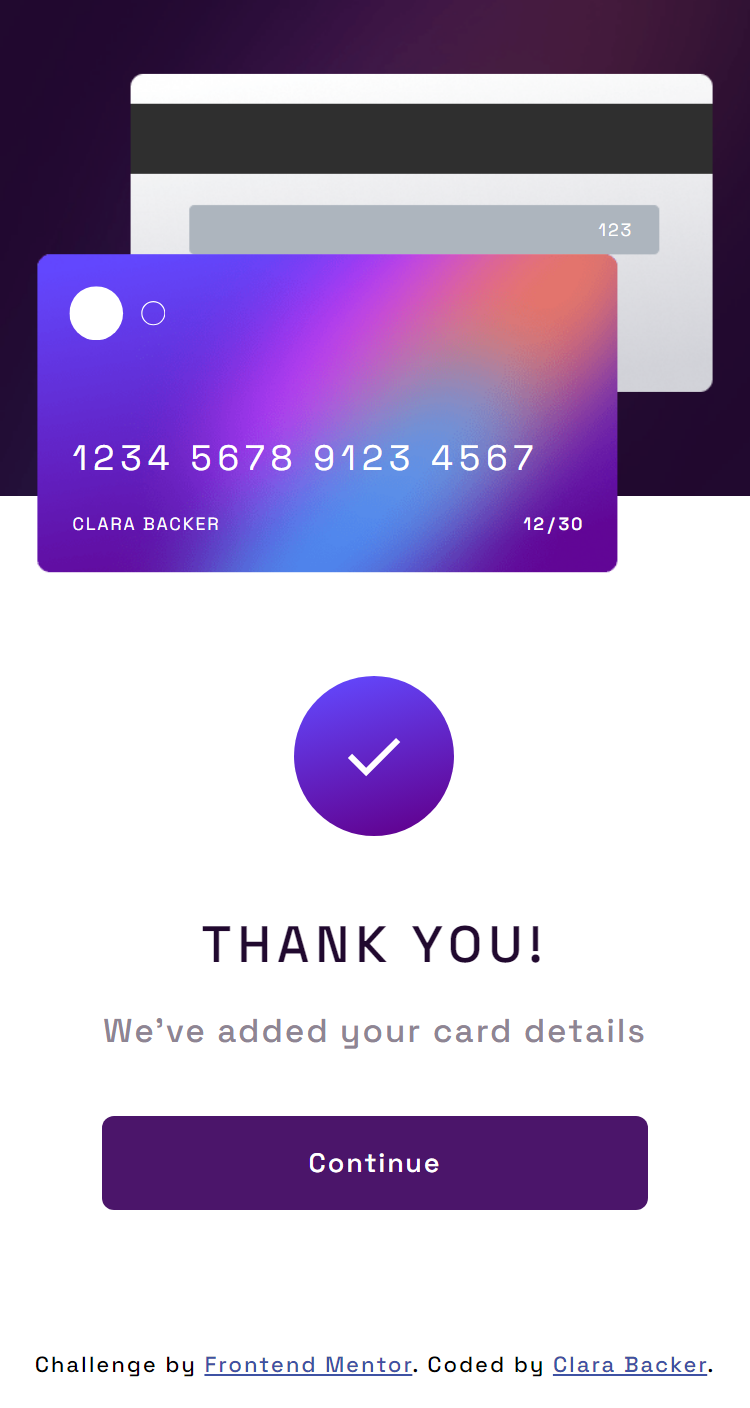 123
1234 5678 9123 4567
CLARA BACKER 12/30
THANK YOU!
We've added your card details
Continue
Challenge by Frontend Mentor. Coded by Clara Backer.